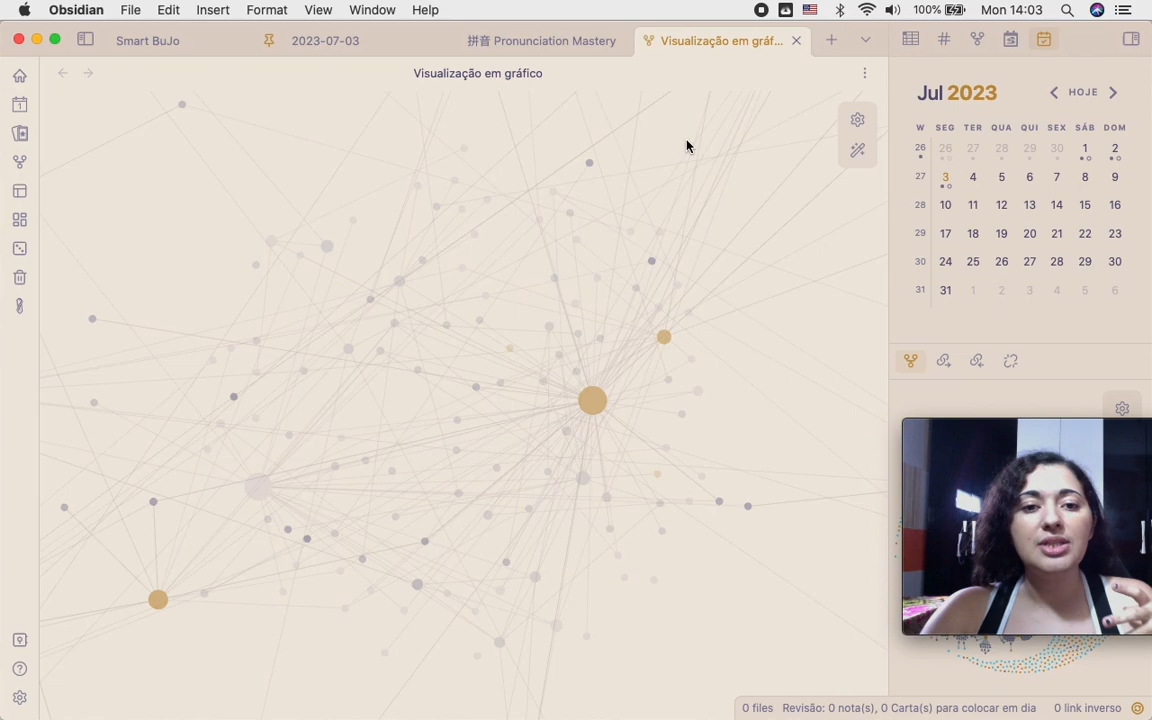 Obsidian File Edit Insert Format View Window Help 100% Mon 14:03
Smart BuJo 2023-07-03 拼音 Pronunciation Mastery Visualização em gráf...
Visualização em gráfico
Jul 2023 HOJE
W SEG TER QUA QUI SEX SÁB DOM
26 26 27 28 29 30 1 2
27 3 4 5 6 7 8 9
28 10 11 12 13 14 15 16
29 17 18 19 20 21 22 23
30 24 25 26 27 28 29 30
31 31 1 2 3 4 5 6
0 files Revisão: 0 nota(s), 0 Carta(s) para colocar em dia 0 link inverso